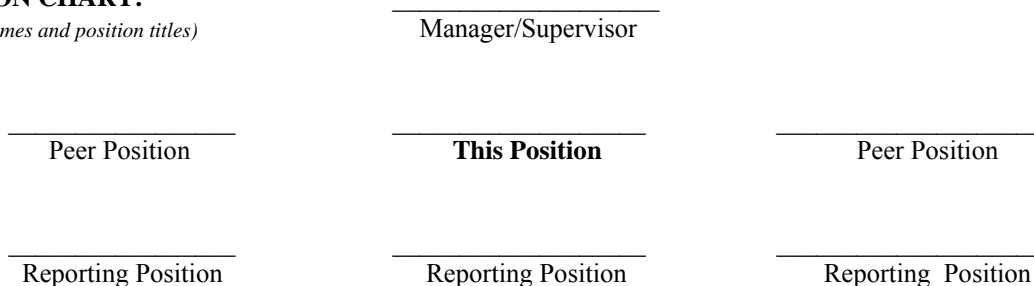 ON CHART:
mes and position titles)
Manager/Supervisor
Peer Position This Position Peer Position
Reporting Position Reporting Position Reporting Position